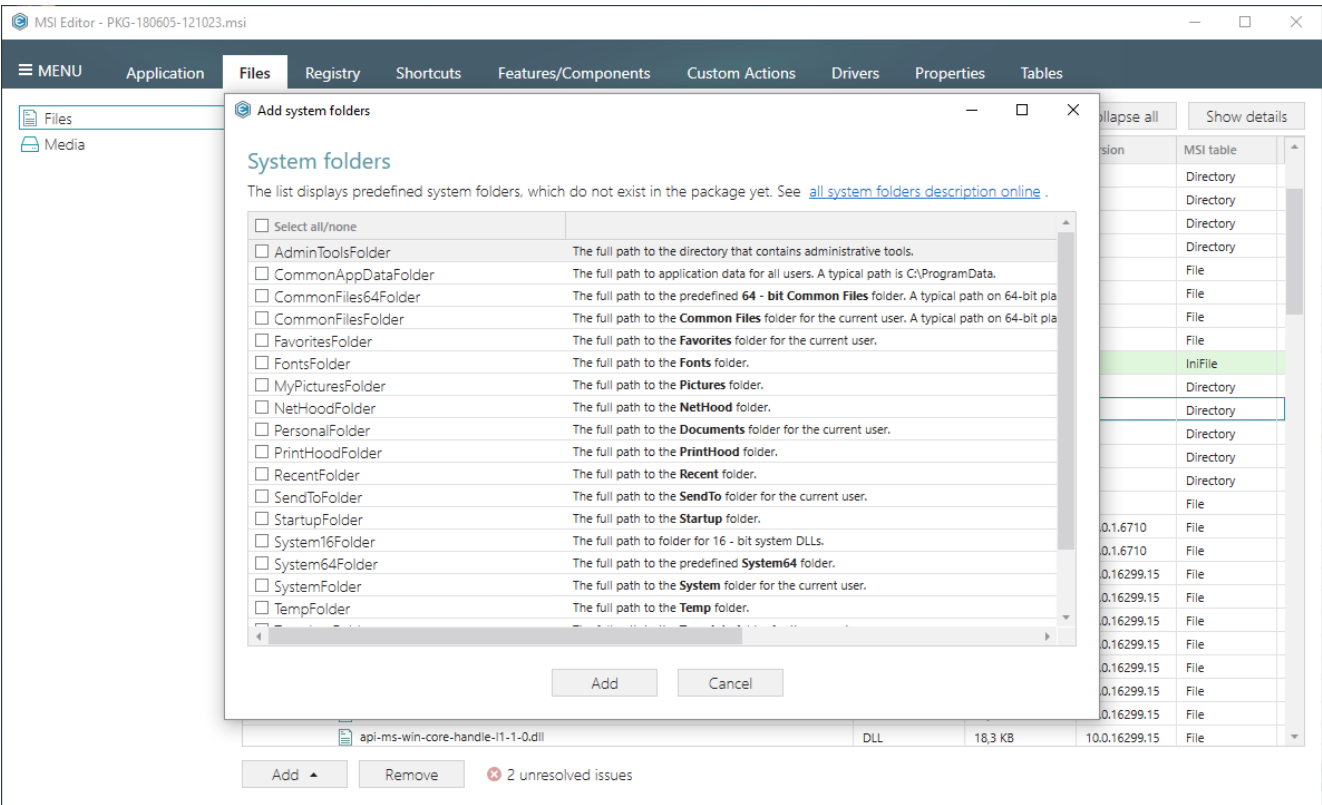 MSI Editor - PKG-180605-121023.msi
MENU Application Files Registry Shortcuts Features/Components Custom Actions Drivers Properties Tables
Files
Media
Add system folders
Show details
MSI table
System folders
The list displays predefined system folders, which do not exist in the package yet. See all system folders description online .
Select all/none
AdminToolsFolder The full path to the directory that contains administrative tools.
CommonAppDataFolder The full path to application data for all users. A typical path is C:\ProgramData.
CommonFiles64Folder The full path to the predefined 64 - bit Common Files folder. A typical path on 64-bit pla
CommonFilesFolder The full path to the Common Files folder for the current user. A typical path on 64-bit pla
FavoritesFolder The full path to the Favorites folder for the current user.
FontsFolder The full path to the Fonts folder.
MyPicturesFolder The full path to the Pictures folder.
NetHoodFolder The full path to the NetHood folder.
PersonalFolder The full path to the Documents folder for the current user.
PrintHoodFolder The full path to the PrintHood folder.
RecentFolder The full path to the Recent folder.
SendToFolder The full path to the SendTo folder for the current user.
StartupFolder The full path to the Startup folder.
System16Folder The full path to folder for 16 - bit system DLLs.
System64Folder The full path to the predefined System64 folder.
SystemFolder The full path to the System folder for the current user.
TempFolder The full path to the Temp folder.
Add Cancel
llapse all
sion
Directory
Directory
Directory
Directory
File
File
File
File
IniFile
Directory
Directory
Directory
Directory
Directory
File
.0.1.6710 File
.0.1.6710 File
.0.16299.15 File
.0.16299.15 File
.0.16299.15 File
.0.16299.15 File
.0.16299.15 File
.0.16299.15 File
.0.16299.15 File
api-ms-win-core-handle-l1-1-0.dll DLL 18,3 KB 10.0.16299.15 File
Add Remove 2 unresolved issues